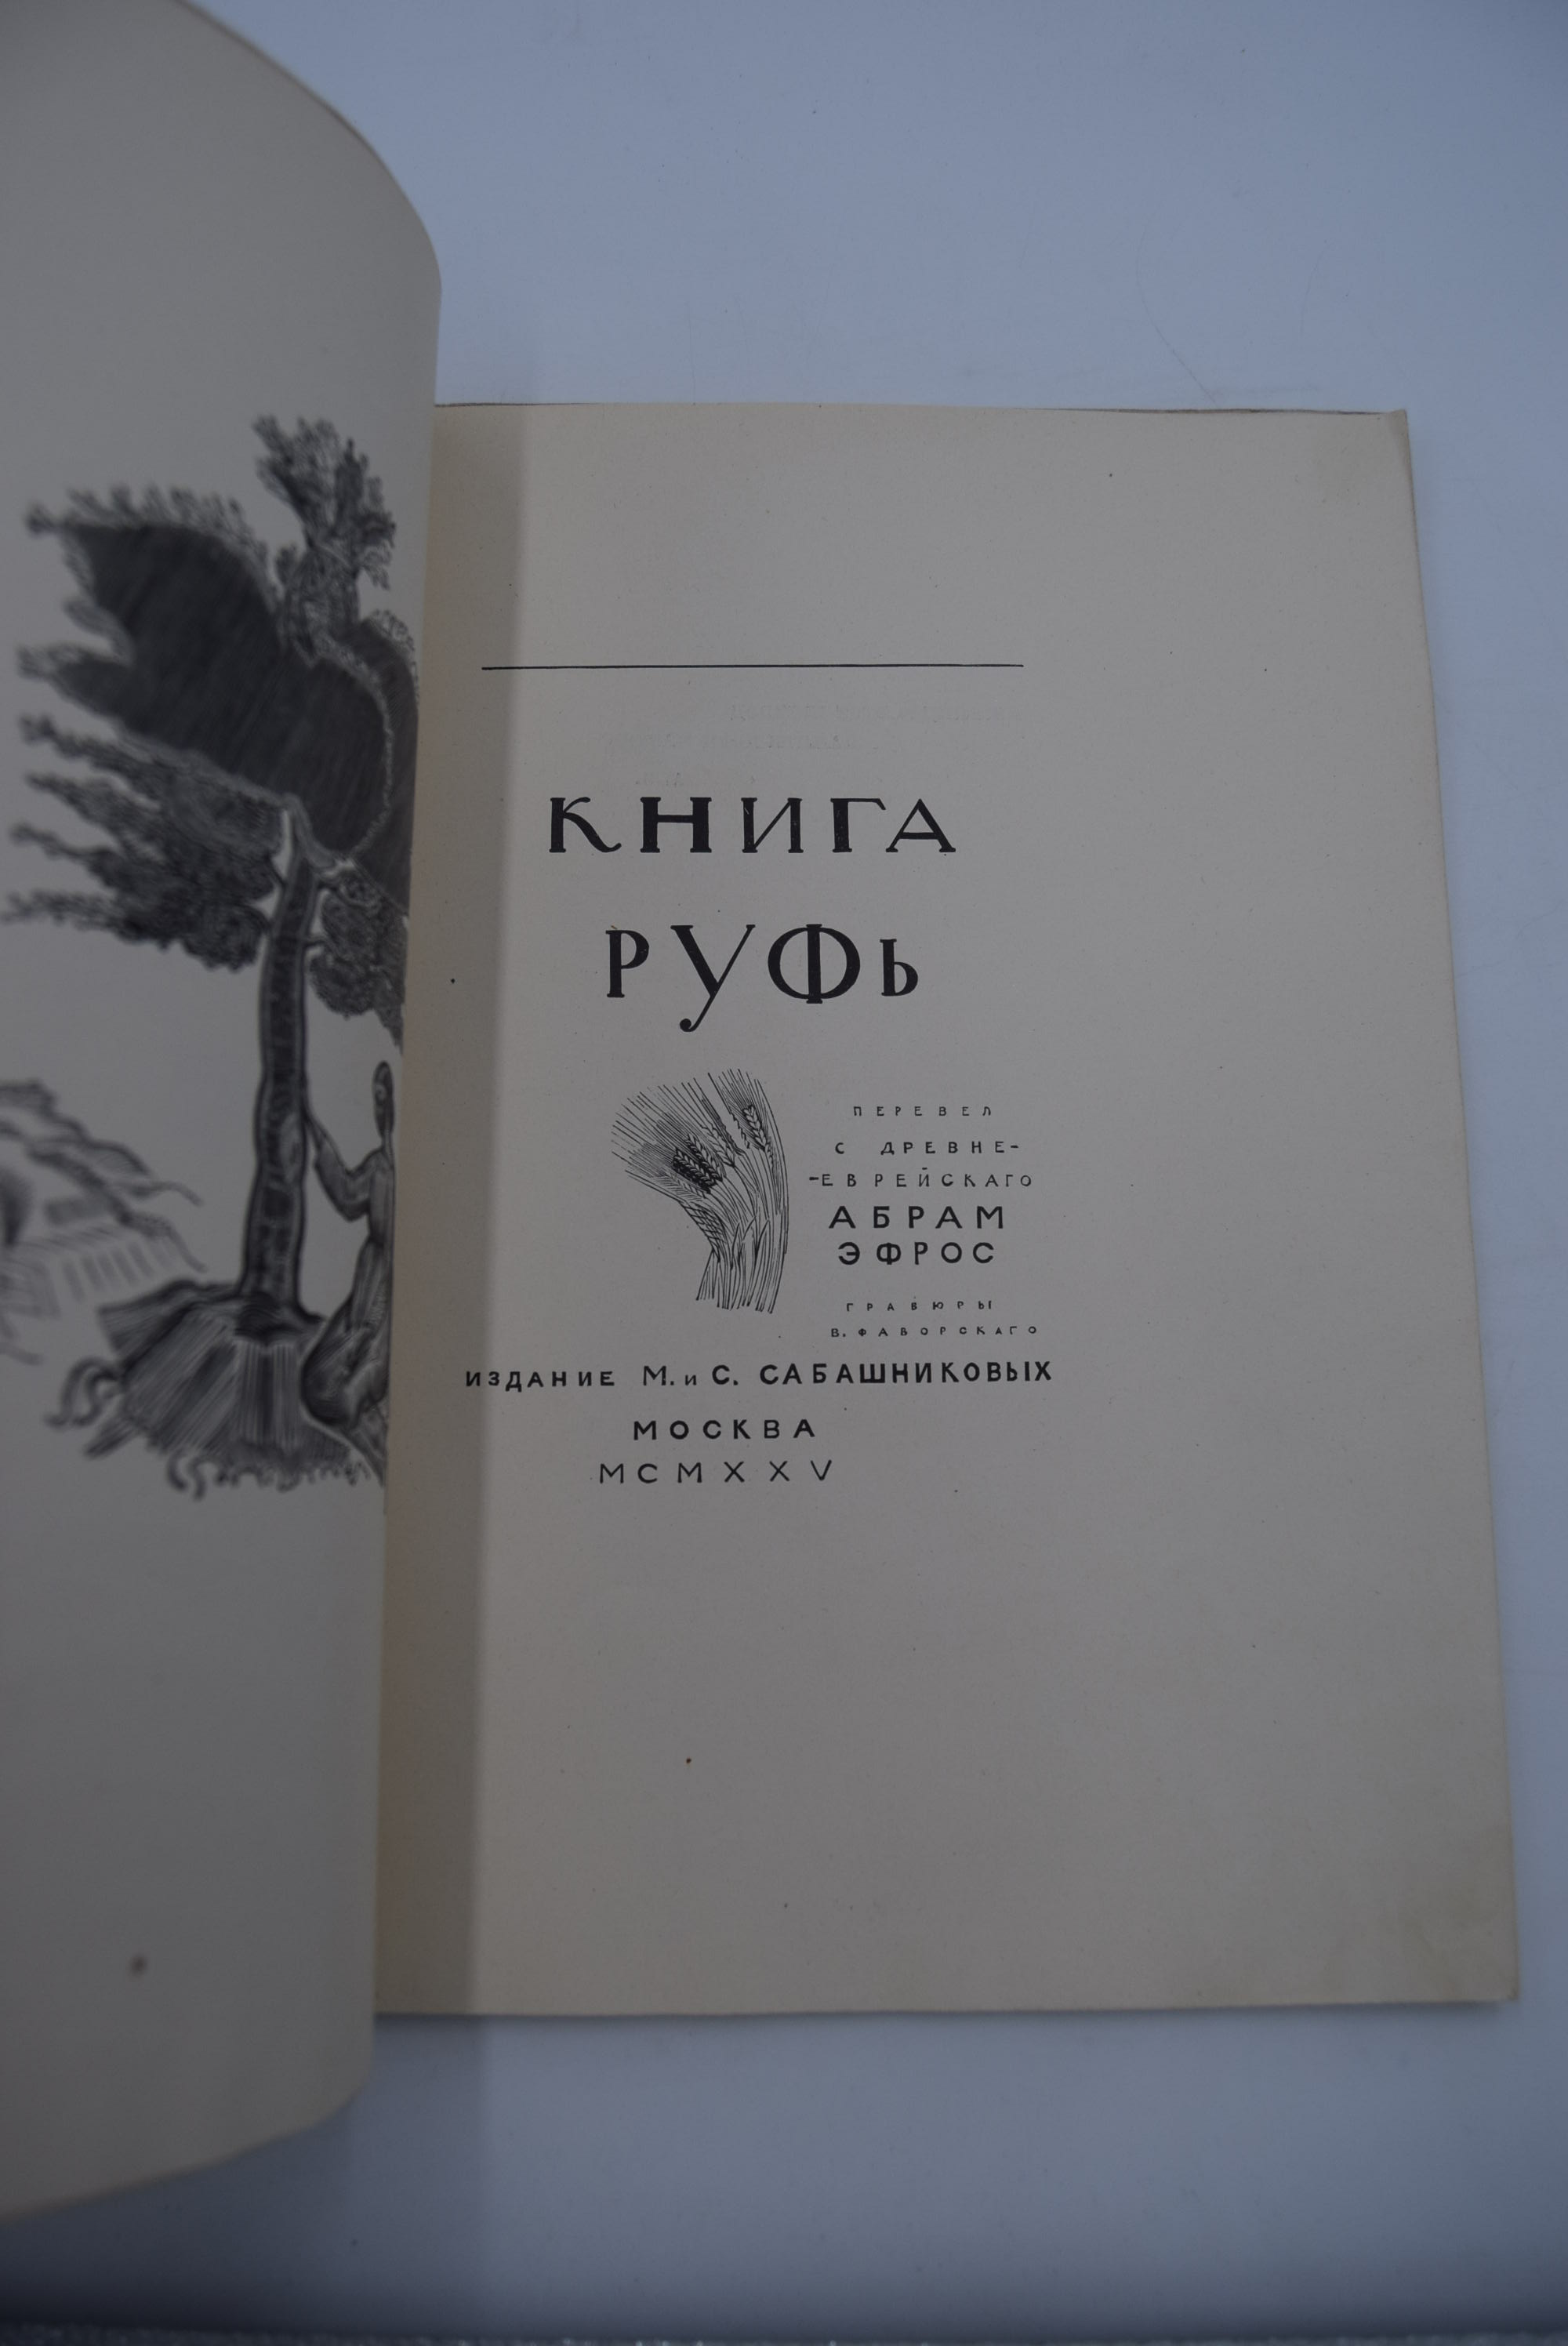 КНИГА
РУФЬ
ПЕРЕВЕЛ
С ДРЕВНЕ-
-ЕВРЕЙСКАГО
АБРАМ
ЭФРОС
ГРАВЮРЫ
В. ФАВОРСКАГО
ИЗДАНИЕ М. и С. САБАШНИКОВЫХ
МОСКВА
MCMXXV